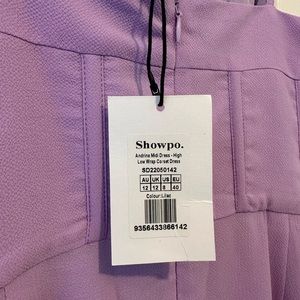 Showpo.
Andrina Midi Dress - High
Low Wrap Corset Dress
SD22050142
AU UK US EU
12 12 8 40
Colour:Lilac
9356433866142